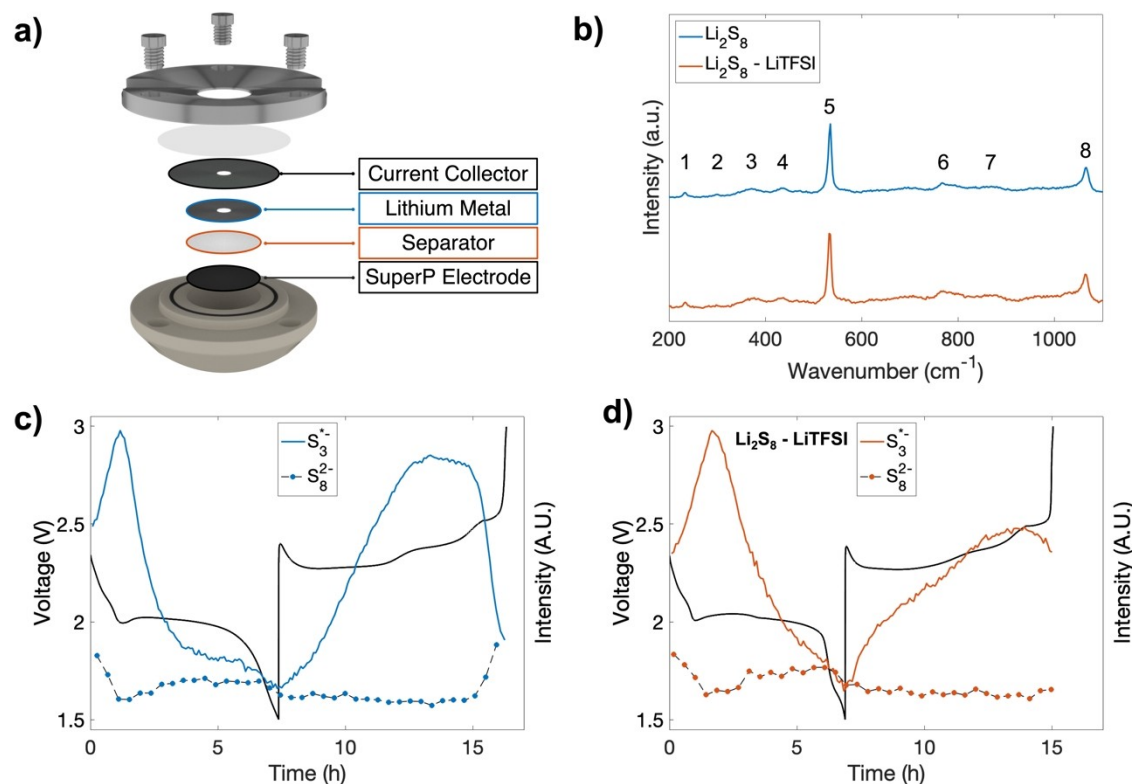 a)
Current Collector
Lithium Metal
Separator
SuperP Electrode
b)
Li₂S₈
Li₂S₈ - LiTFSI
1 2 3 4 5 6 7 8
Intensity (a.u.)
200 400 600 800 1000
Wavenumber (cm⁻¹)
c)
S₃*⁻
S₈²⁻
3
2.5
2
1.5
Voltage (V)
Intensity (A.U.)
0 5 10 15
Time (h)
d)
Li₂S₈ - LiTFSI
S₃*⁻
S₈²⁻
3
2.5
2
1.5
Voltage (V)
Intensity (A.U.)
0 5 10 15
Time (h)